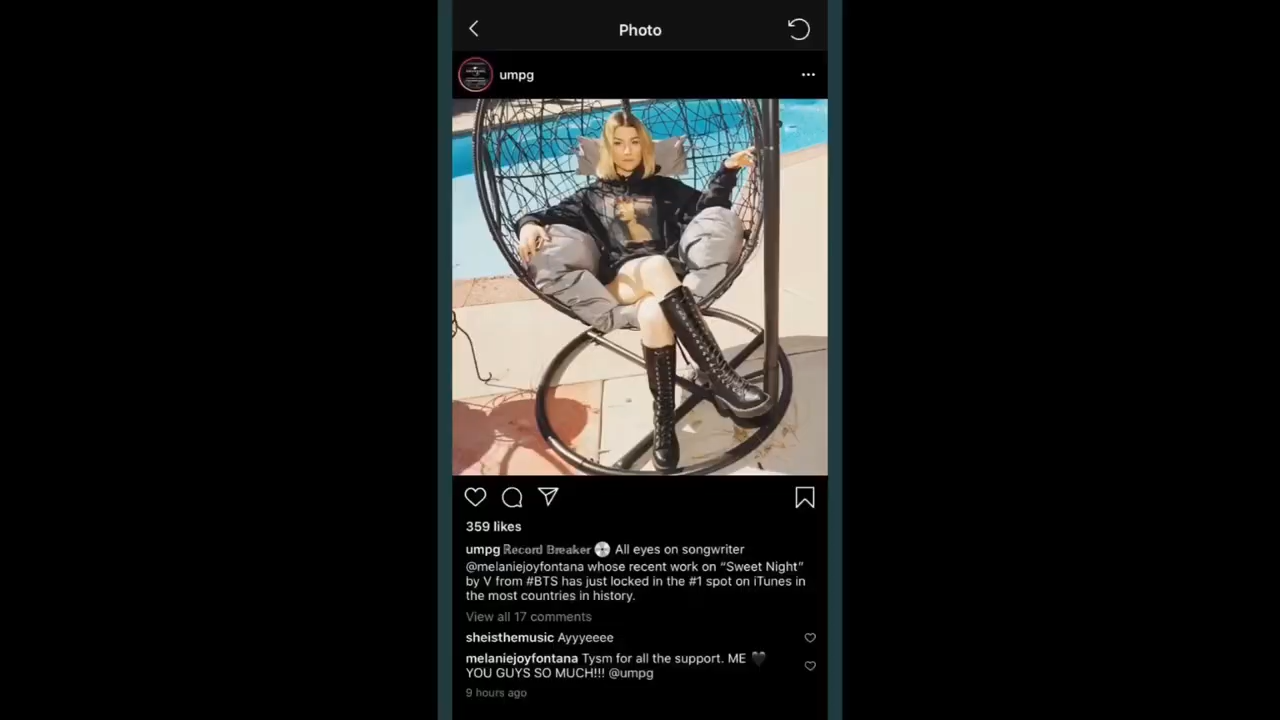 Photo
umpg
359 likes
umpg Record Breaker 💿 All eyes on songwriter
@melaniejoyfontana whose recent work on “Sweet Night”
by V from #BTS has just locked in the #1 spot on iTunes in
the most countries in history.
View all 17 comments
sheisthemusic Ayyyeeee
melaniejoyfontana Tysm for all the support. ME 🖤
YOU GUYS SO MUCH!!! @umpg
9 hours ago